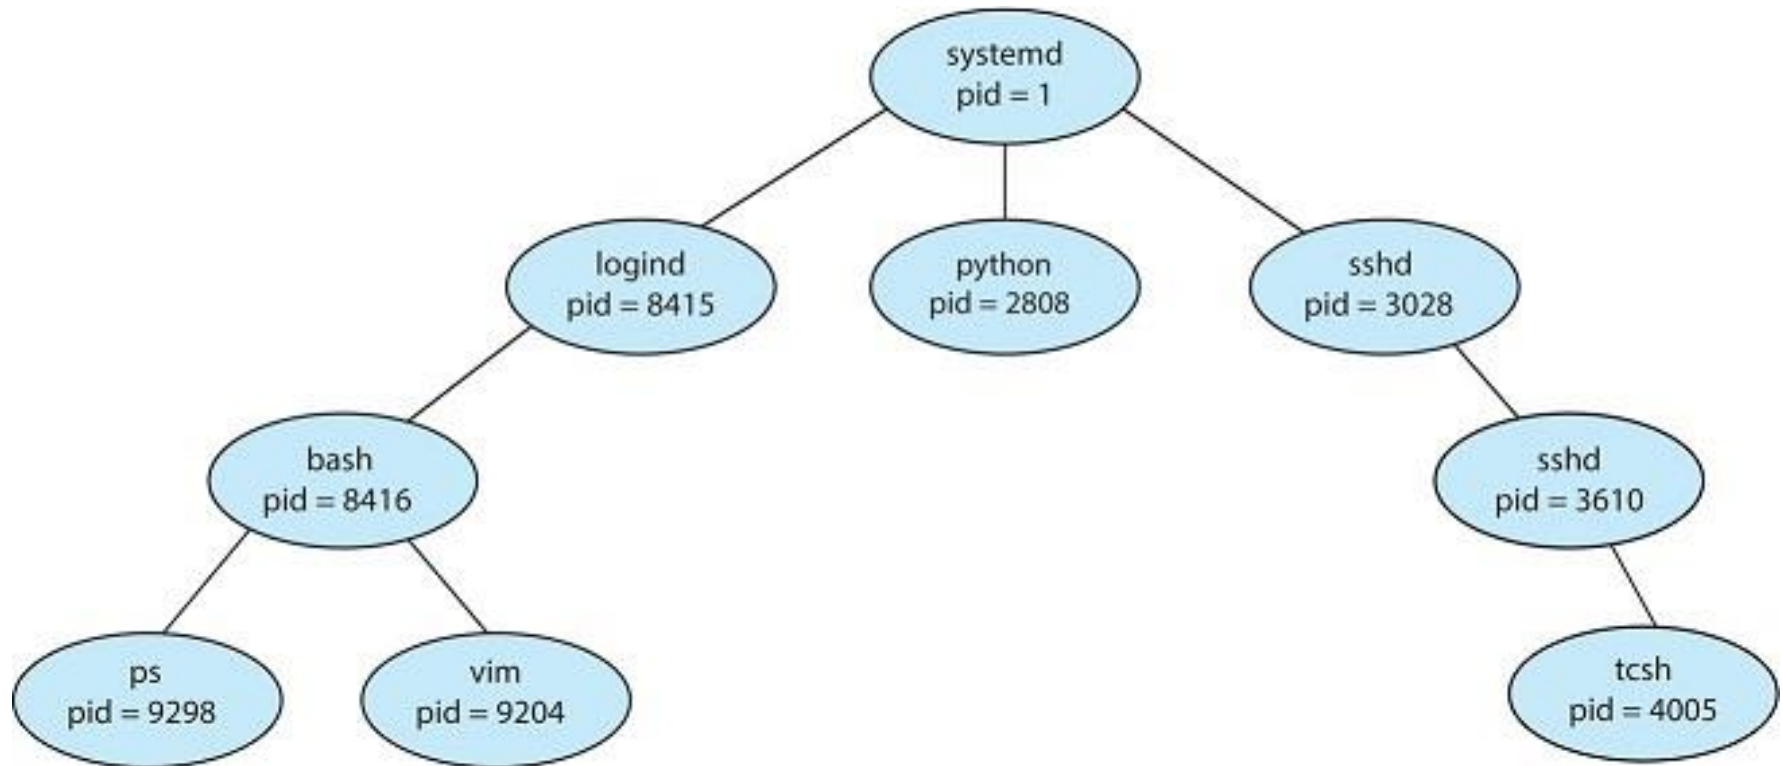 systemd
pid = 1
logind
pid = 8415
python
pid = 2808
sshd
pid = 3028
bash
pid = 8416
sshd
pid = 3610
ps
pid = 9298
vim
pid = 9204
tcsh
pid = 4005